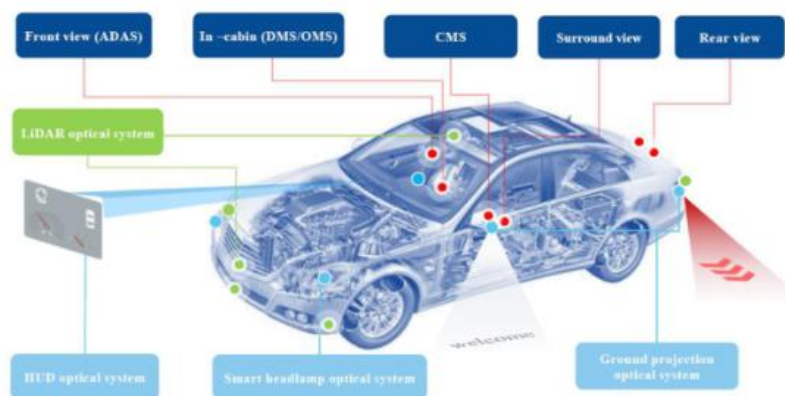 Front view (ADAS)
In –cabin (DMS/OMS)
CMS
Surround view
Rear view
LiDAR optical system
welcome
HUD optical system
Smart headlamp optical system
Ground projection
optical system